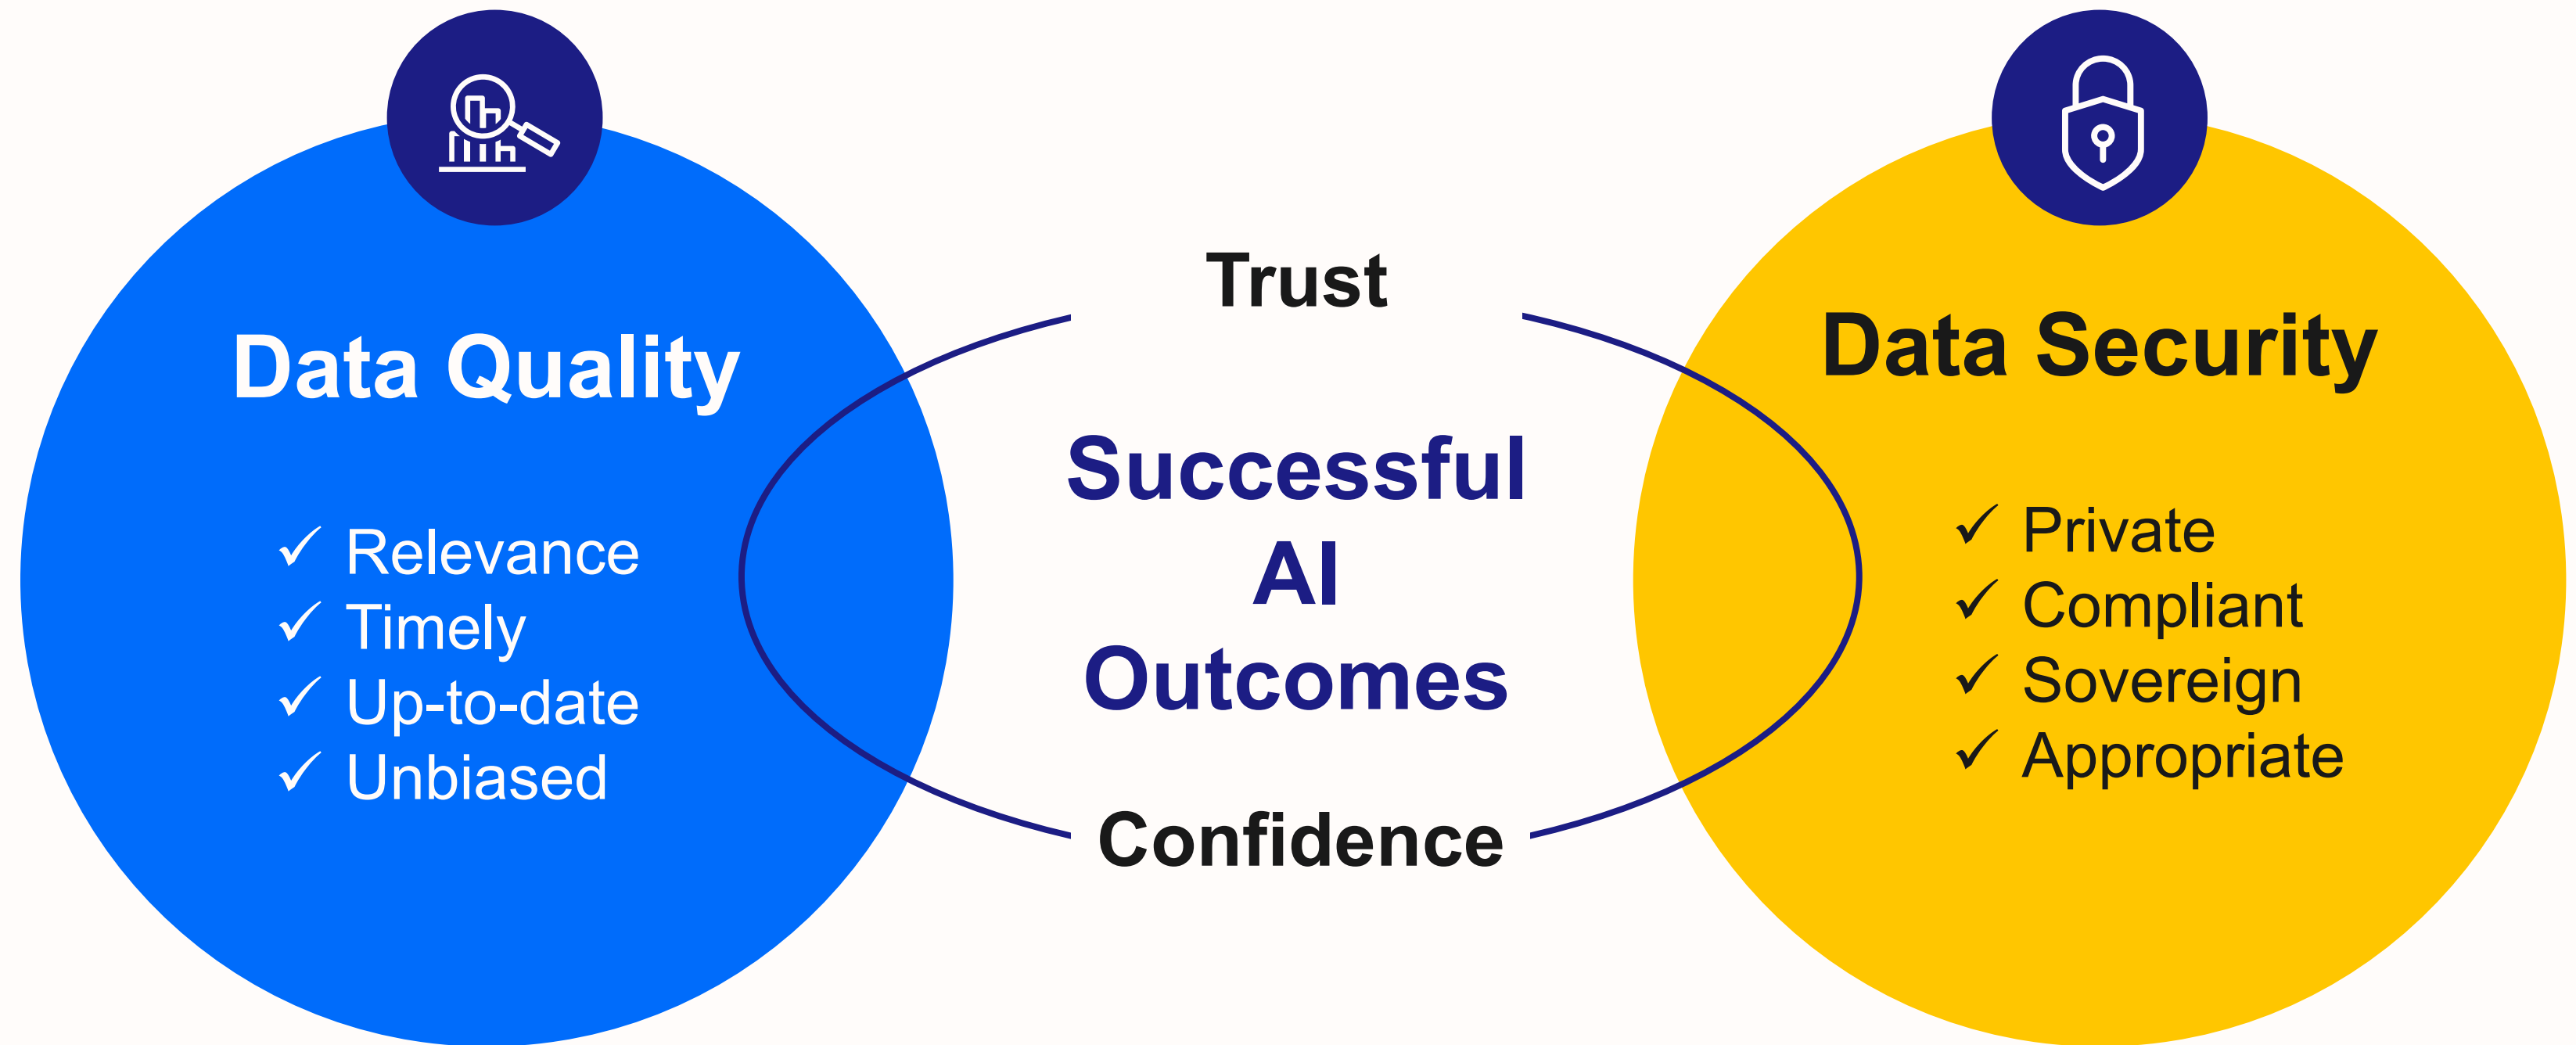 Data Quality
✓ Relevance
✓ Timely
✓ Up-to-date
✓ Unbiased
Trust
Successful
AI
Outcomes
Confidence
Data Security
✓ Private
✓ Compliant
✓ Sovereign
✓ Appropriate